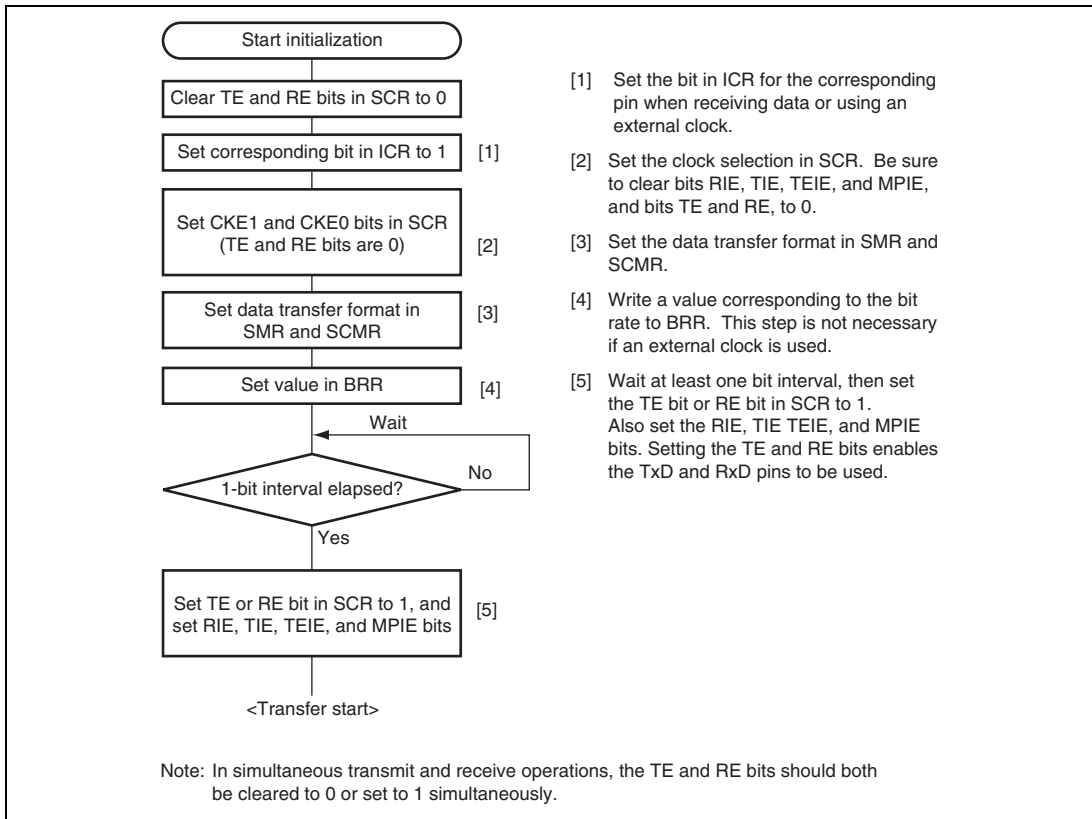 Start initialization
Clear TE and RE bits in SCR to 0
Set corresponding bit in ICR to 1
[1]
Set CKE1 and CKE0 bits in SCR
(TE and RE bits are 0)
[2]
Set data transfer format in
SMR and SCMR
[3]
Set value in BRR
[4]
Wait
No
1-bit interval elapsed?
Yes
Set TE or RE bit in SCR to 1, and
set RIE, TIE, TEIE, and MPIE bits
[5]
<Transfer start>
[1] Set the bit in ICR for the corresponding
pin when receiving data or using an
external clock.
[2] Set the clock selection in SCR. Be sure
to clear bits RIE, TIE, TEIE, and MPIE,
and bits TE and RE, to 0.
[3] Set the data transfer format in SMR and
SCMR.
[4] Write a value corresponding to the bit
rate to BRR. This step is not necessary
if an external clock is used.
[5] Wait at least one bit interval, then set
the TE bit or RE bit in SCR to 1.
Also set the RIE, TIE TEIE, and MPIE
bits. Setting the TE and RE bits enables
the TxD and RxD pins to be used.
Note: In simultaneous transmit and receive operations, the TE and RE bits should both
be cleared to 0 or set to 1 simultaneously.